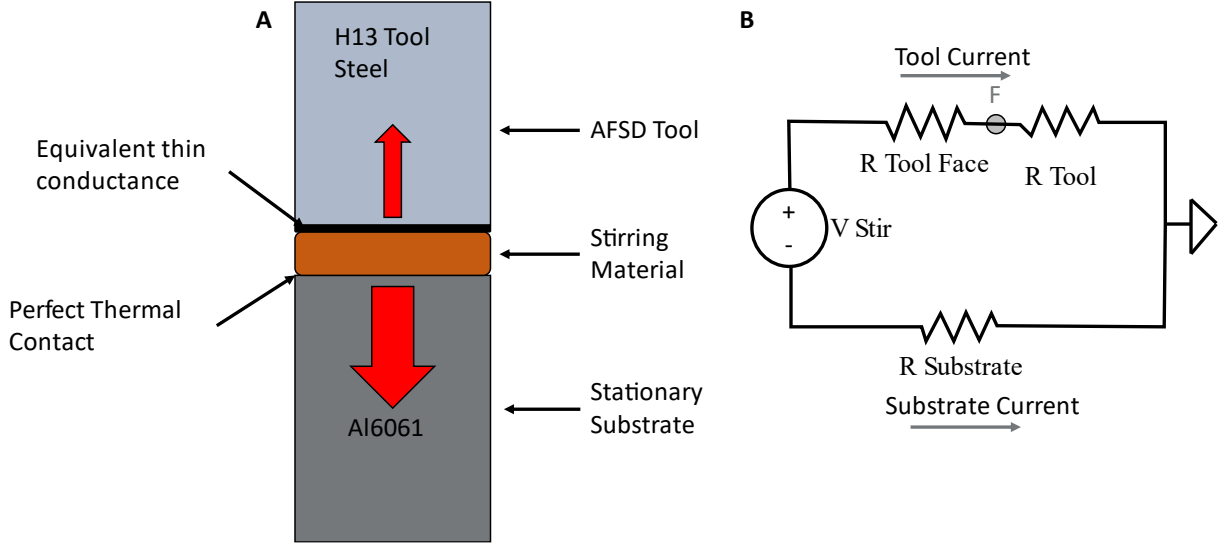 A
H13 Tool
Steel
AFSD Tool
Equivalent thin
conductance
Stirring
Material
Perfect Thermal
Contact
Al6061
Stationary
Substrate
B
Tool Current
F
R Tool Face
R Tool
+
-
V Stir
R Substrate
Substrate Current